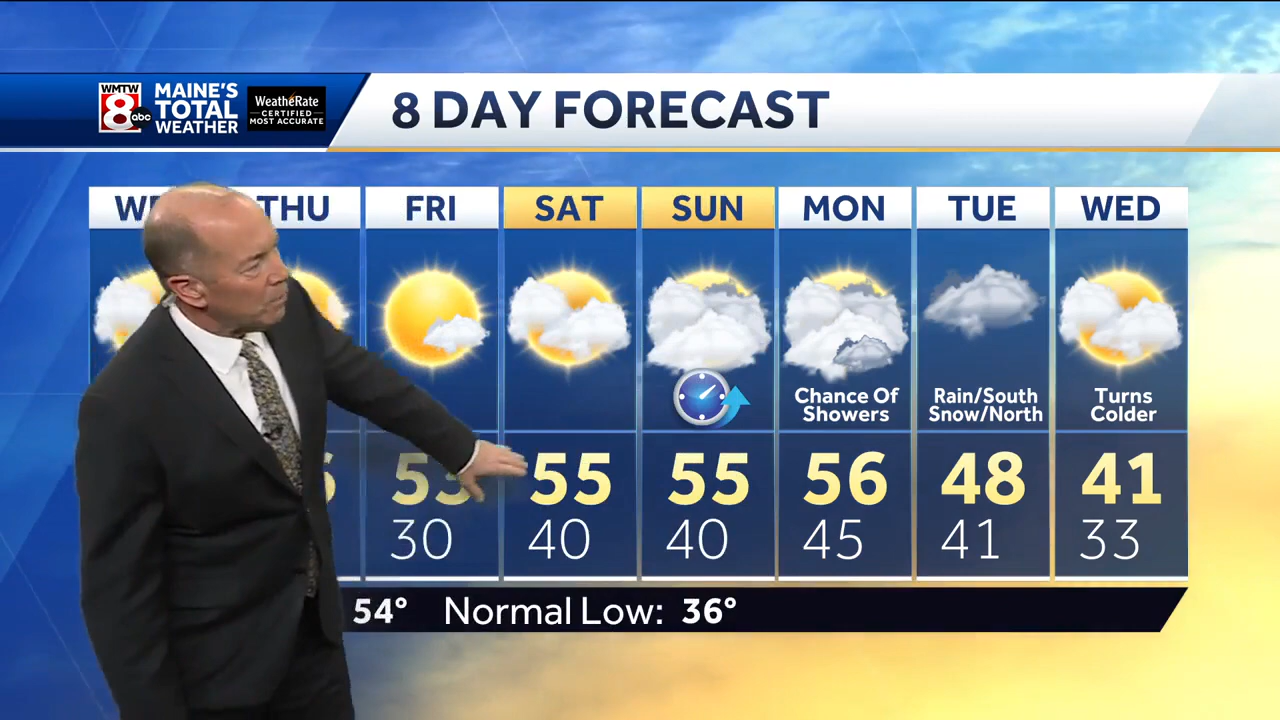 WMTW
8
abc
MAINE'S
TOTAL
WEATHER
WeatheRate
CERTIFIED
MOST ACCURATE
8 DAY FORECAST
THU FRI SAT SUN MON TUE WED
Chance Of
Showers
Rain/South
Snow/North
Turns
Colder
55 55 56 48 41
30 40 40 45 41 33
54° Normal Low: 36°